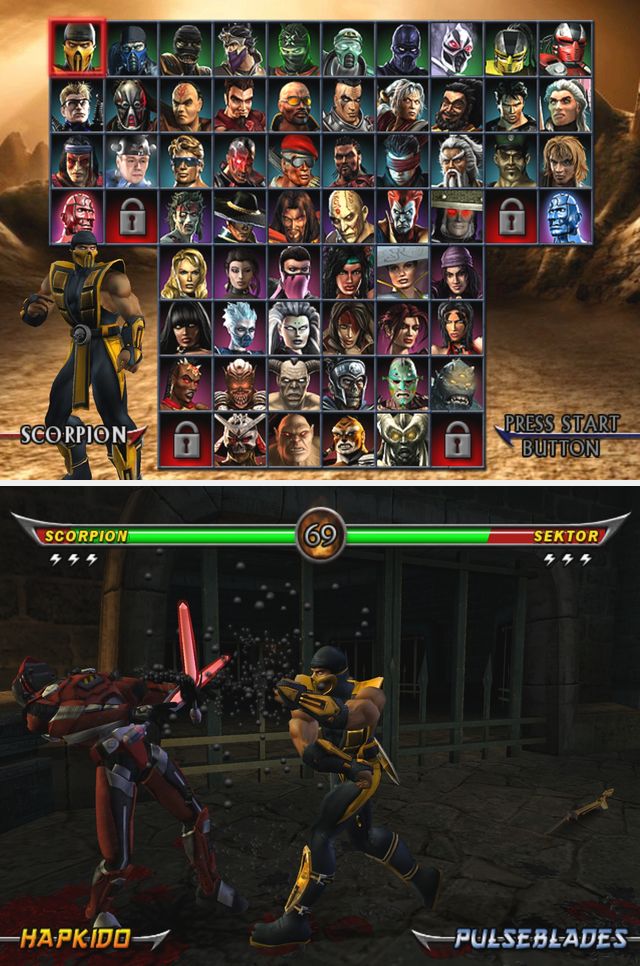 SCORPION
PRESS START
BUTTON
SCORPION
69
SEKTOR
HAPKIDO
PULSEBLADES